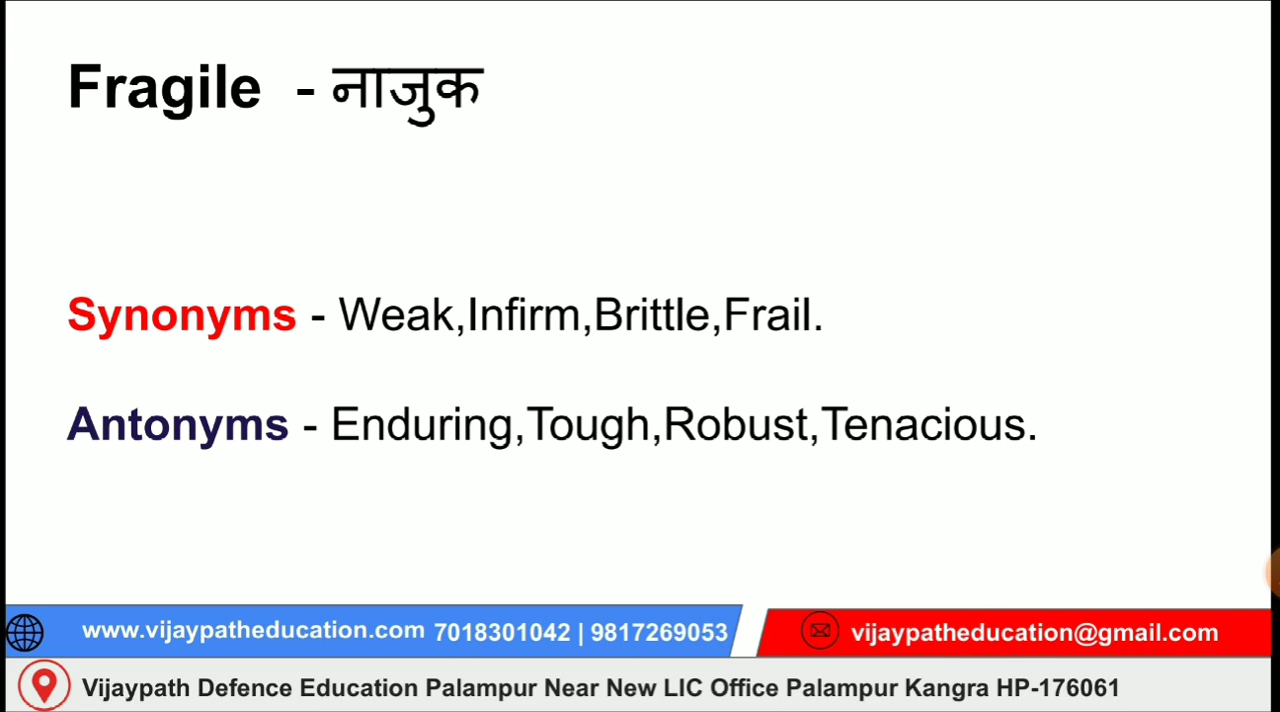 Fragile - नाजुक
Synonyms - Weak,Infirm,Brittle,Frail.
Antonyms - Enduring,Tough,Robust,Tenacious.
www.vijaypatheducation.com 7018301042 | 9817269053
vijaypatheducation@gmail.com
Vijaypath Defence Education Palampur Near New LIC Office Palampur Kangra HP-176061